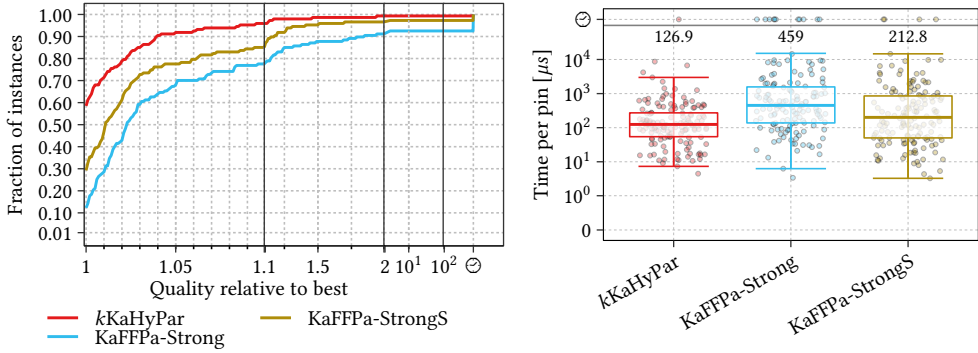 Fraction of instances
1.00
0.90
0.80
0.70
0.60
0.50
0.40
0.30
0.20
0.10
0.01
1 1.05 1.1 1.5 2 10¹ 10²
Quality relative to best
kKaHyPar
KaFFPa-StrongS
KaFFPa-Strong
Time per pin [μs]
126.9 459 212.8
10⁴
10³
10²
10¹
10⁰
0
kKaHyPar
KaFFPa-Strong
KaFFPa-StrongS